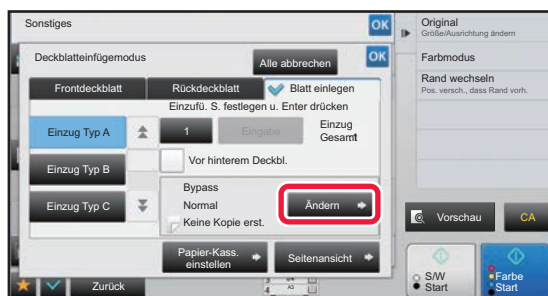 Sonstiges
OK
Deckblatteinfügemodus
Alle abbrechen
OK
Frontdeckblatt
Rückdeckblatt
Blatt einlegen
Einzufü. S. festlegen u. Enter drücken
Einzug Typ A
1
Eingabe
Einzug
Gesamt
Vor hinterem Deckbl.
Einzug Typ B
Bypass
Normal
Ändern
Keine Kopie erst.
Einzug Typ C
Papier-Kass.
einstellen
Seitenansicht
Zurück
A3
Original
Größe/Ausrichtung ändern
Farbmodus
Rand wechseln
Pos. versch., dass Rand vorh.
Vorschau
CA
S/W
Start
Farbe
Start